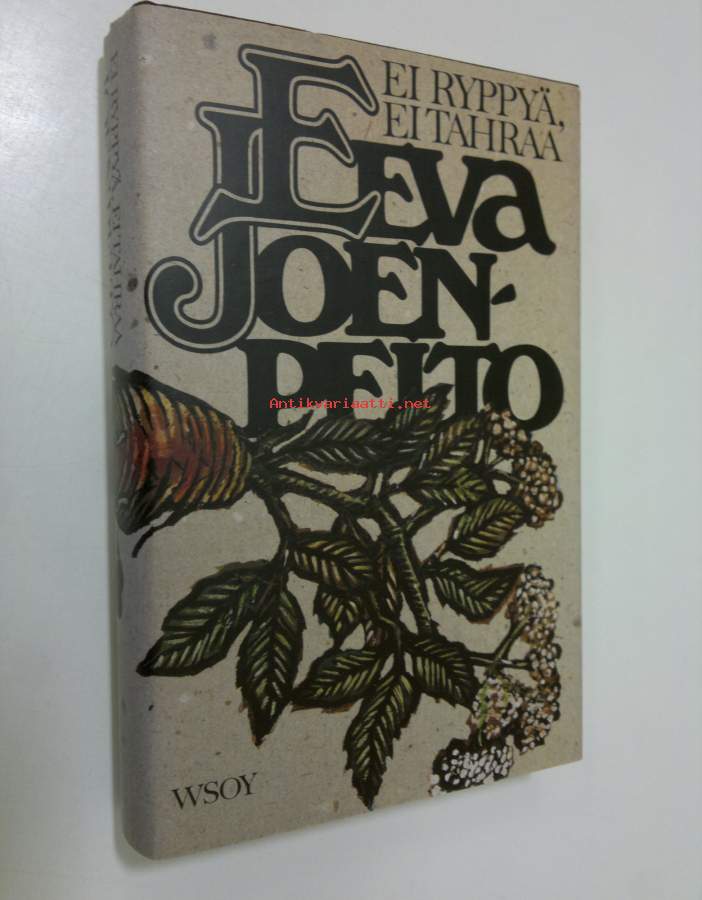 EI RYPPYÄ,
EI TAHRAA
EEVA
JOEN-
PELTO
Antikvariaatti.net
WSOY